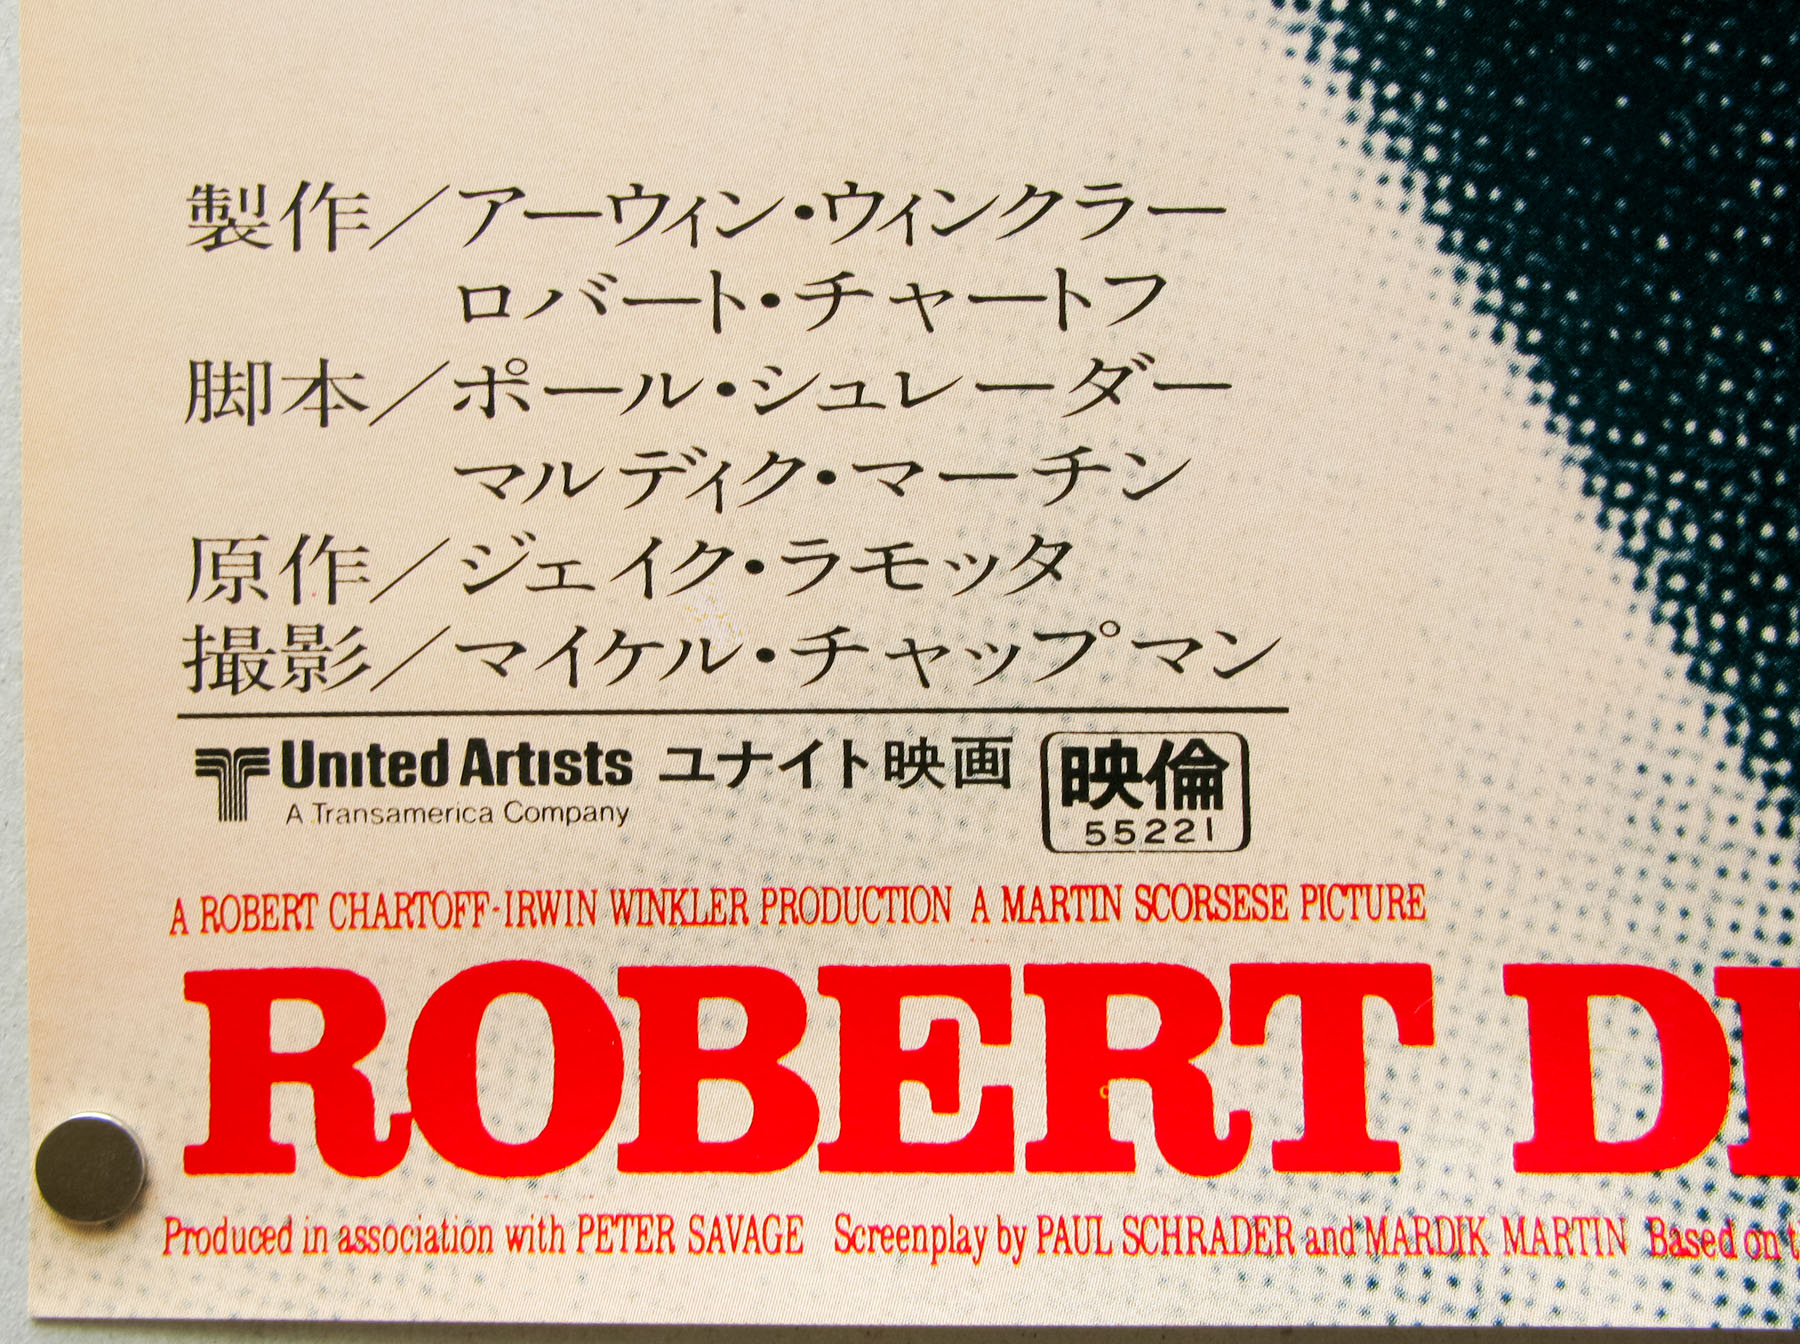 製作／アーウィン・ウィンクラー
ロバート・チャートフ
脚本／ポール・シュレーダー
マルディク・マーチン
原作／ジェイク・ラモッタ
撮影／マイケル・チャップマン
United Artists ユナイト映画 映倫
A Transamerica Company 55221
A ROBERT CHARTOFF-IRWIN WINKLER PRODUCTION A MARTIN SCORSESE PICTURE
ROBERT D
Produced in association with PETER SAVAGE Screenplay by PAUL SCHRADER and MARDIK MARTIN Based on t